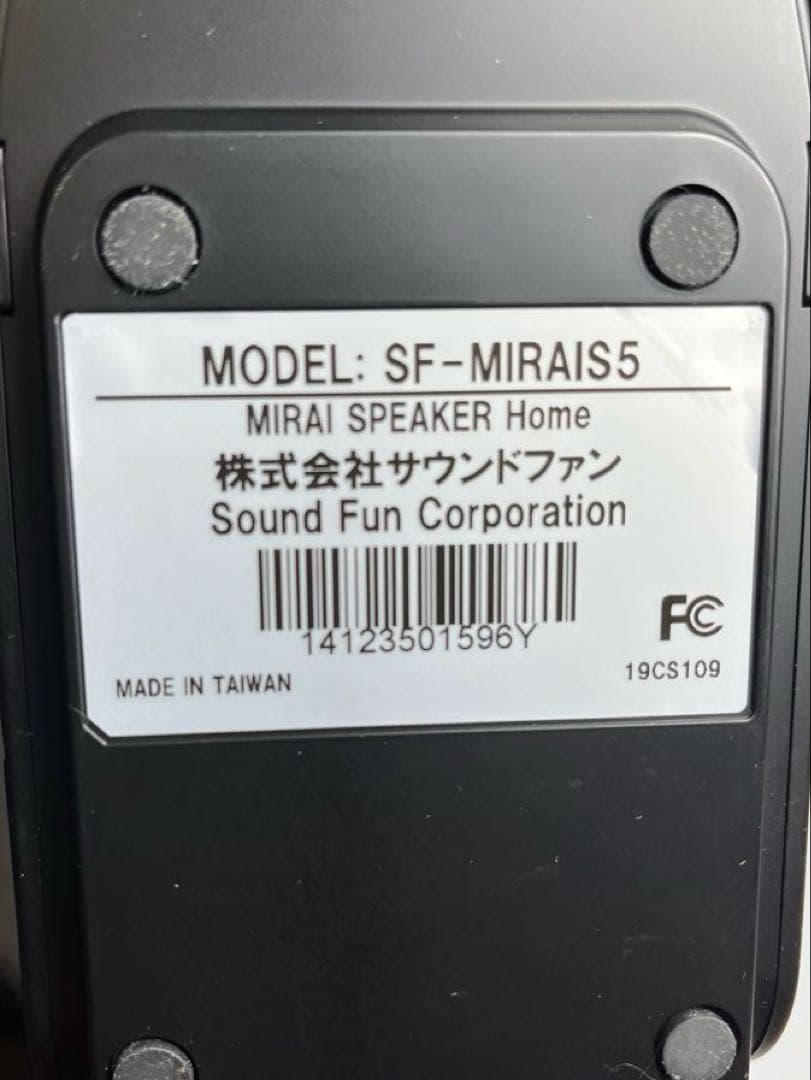 MODEL: SF-MIRAIS5
MIRAI SPEAKER Home
株式会社サウンドファン
Sound Fun Corporation
14123501596Y
FC
19CS109
MADE IN TAIWAN